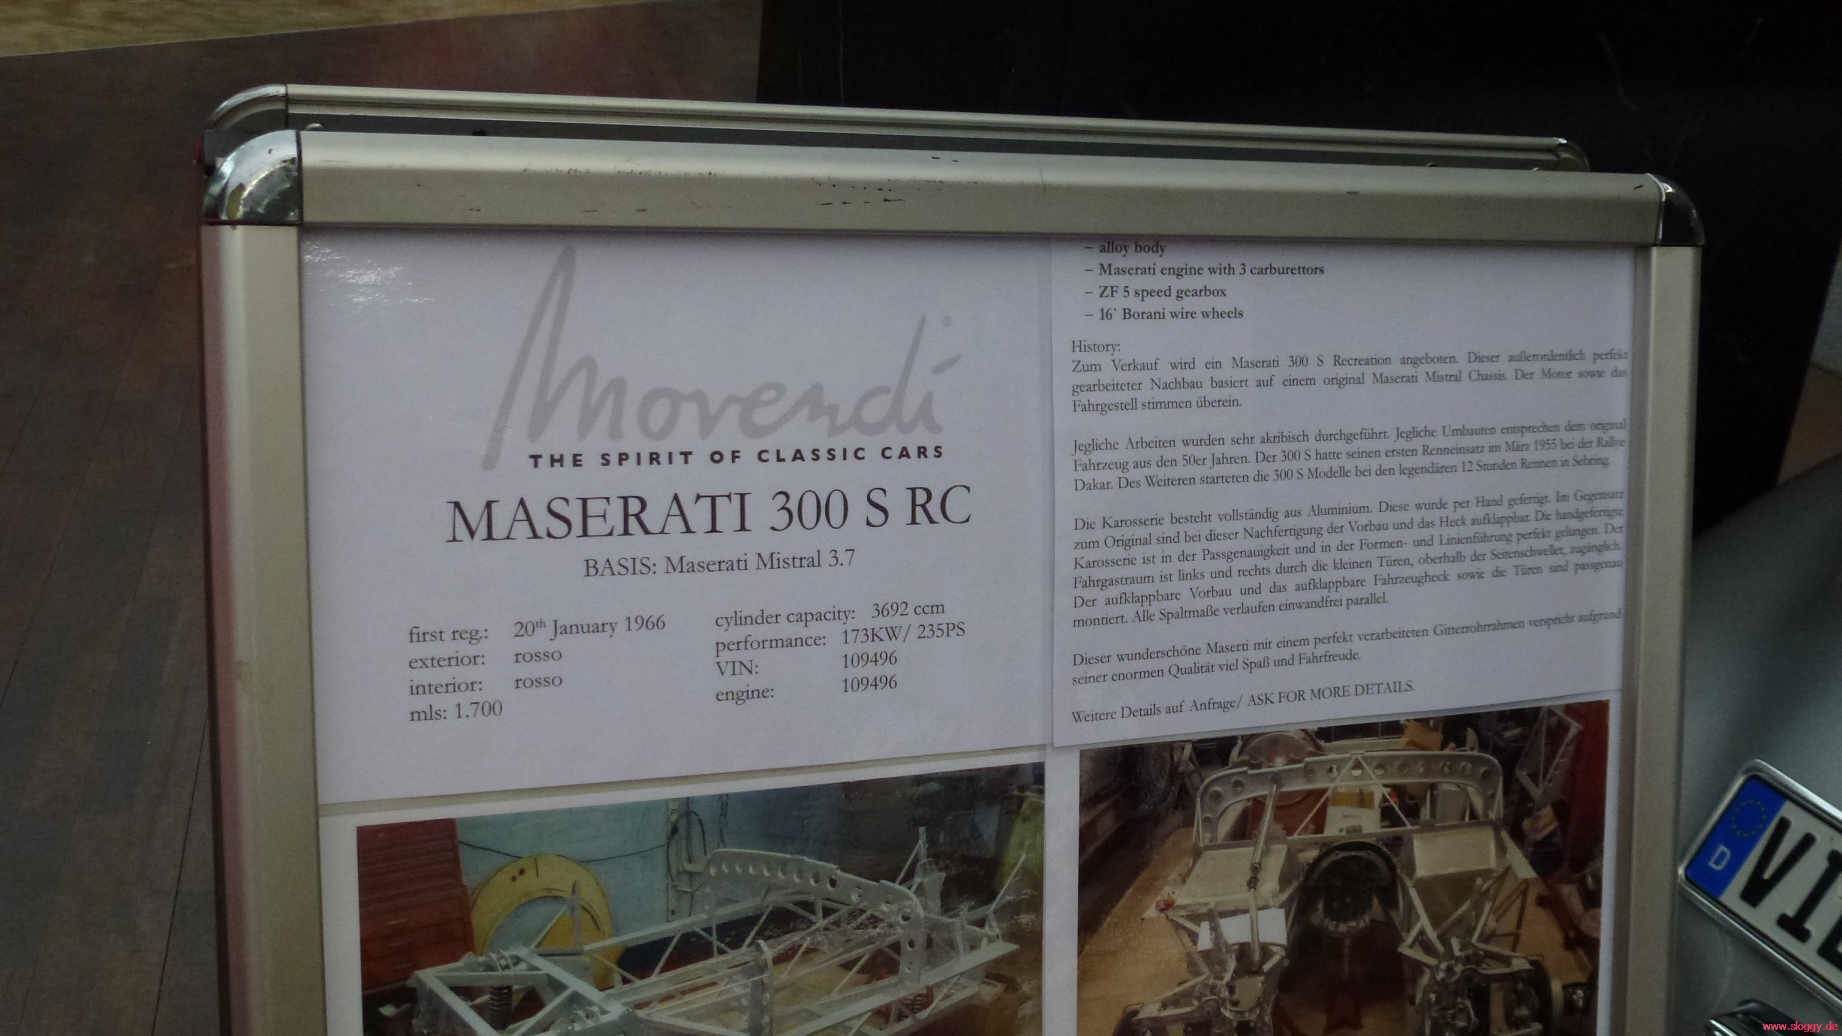 Movendi
THE SPIRIT OF CLASSIC CARS
MASERATI 300 S RC
BASIS: Maserati Mistral 3.7
first reg.: 20th January 1966
exterior: rosso
interior: rosso
mls: 1.700
cylinder capacity: 3692 ccm
performance: 173KW/ 235PS
VIN: 109496
engine: 109496
– alloy body
– Maserati engine with 3 carburettors
– ZF 5 speed gearbox
– 16' Borani wire wheels
History:
Zum Verkauf wird ein Maserati 300 S Recreation angeboten. Dieser außerordentlich perfekt
gearbeiteter Nachbau basiert auf einem original Maserati Mistral Chassis. Der Motor sowie das
Fahrgestell stimmen überein.
Jegliche Arbeiten wurden sehr akribisch durchgeführt. Jegliche Umbauten entsprechen dem original
Fahrzeug aus den 50er Jahren. Der 300 S hatte seinen ersten Renneinsatz im März 1955 bei der Rallye
Dakar. Des Weiteren starteten die 300 S Modelle bei den legendären 12 Stunden Rennen in Sebring.
Die Karosserie besteht vollständig aus Aluminium. Diese wurde per Hand gefertigt. Im Gegensatz
zum Original sind bei dieser Nachfertigung der Vorbau und das Heck aufklappbar. Die handgefertigte
Karosserie ist in der Passgenauigkeit und in der Formen- und Linienführung perfekt gelungen. Der
Fahrgastraum ist links und rechts durch die kleinen Türen, oberhalb der Seitenschweller, zugänglich.
Der aufklappbare Vorbau und das aufklappbare Fahrzeugheck sowie die Türen sind passgenau
montiert. Alle Spaltmaße verlaufen einwandfrei parallel.
Dieser wunderschöne Maserti mit einem perfekt verarbeiteten Gitterrohrrahmen verspricht aufgrund
seiner enormen Qualität viel Spaß und Fahrfreude.
Weitere Details auf Anfrage/ ASK FOR MORE DETAILS.
D
VI
www.sloggy.de